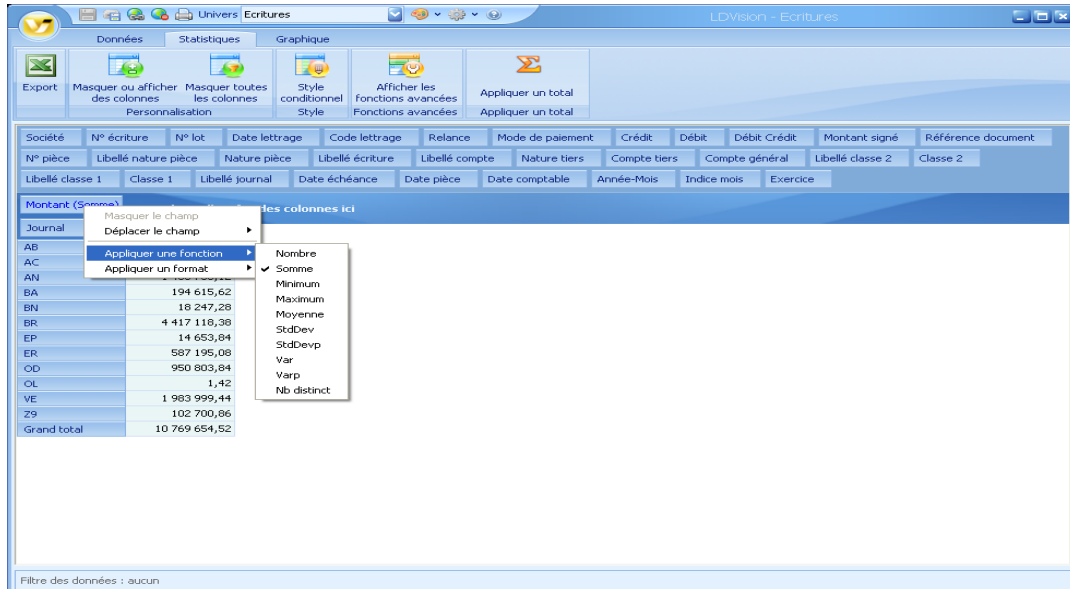 Univers Ecritures LDVision - Ecritures
Données Statistiques Graphique
Export Masquer ou afficher des colonnes Masquer toutes les colonnes Style conditionnel Afficher les fonctions avancées Appliquer un total
Personnalisation Style Fonctions avancées Appliquer un total
Société N° écriture N° lot Date lettrage Code lettrage Relance Mode de paiement Crédit Débit Débit Crédit Montant signé Référence document
N° pièce Libellé nature pièce Nature pièce Libellé écriture Libellé compte Nature tiers Compte tiers Compte général Libellé classe 2 Classe 2
Libellé classe 1 Classe 1 Libellé journal Date échéance Date pièce Date comptable Année-Mois Indice mois Exercice
Montant (Somme) des colonnes ici
Masquer le champ
Déplacer le champ
Appliquer une fonction
Appliquer un format
Nombre
Somme
Minimum
Maximum
Moyenne
StdDev
StdDevp
Var
Varp
Nb distinct
Journal
AB
AC
AN
BA 194 615,62
BN 18 247,28
BR 4 417 118,38
EP 14 653,84
ER 587 195,08
OD 950 803,84
OL 1,42
VE 1 983 999,44
Z9 102 700,86
Grand total 10 769 654,52
Filtre des données : aucun